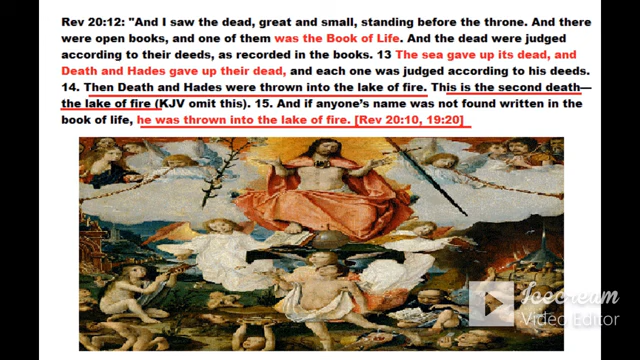 Rev 20:12: "And I saw the dead, great and small, standing before the throne. And there
were open books, and one of them was the Book of Life. And the dead were judged
according to their deeds, as recorded in the books. 13 The sea gave up its dead, and
Death and Hades gave up their dead, and each one was judged according to his deeds.
14. Then Death and Hades were thrown into the lake of fire. This is the second death—
the lake of fire (KJV omit this). 15. And if anyone's name was not found written in the
book of life, he was thrown into the lake of fire. [Rev 20:10, 19:20]
Icecream
Video Editor